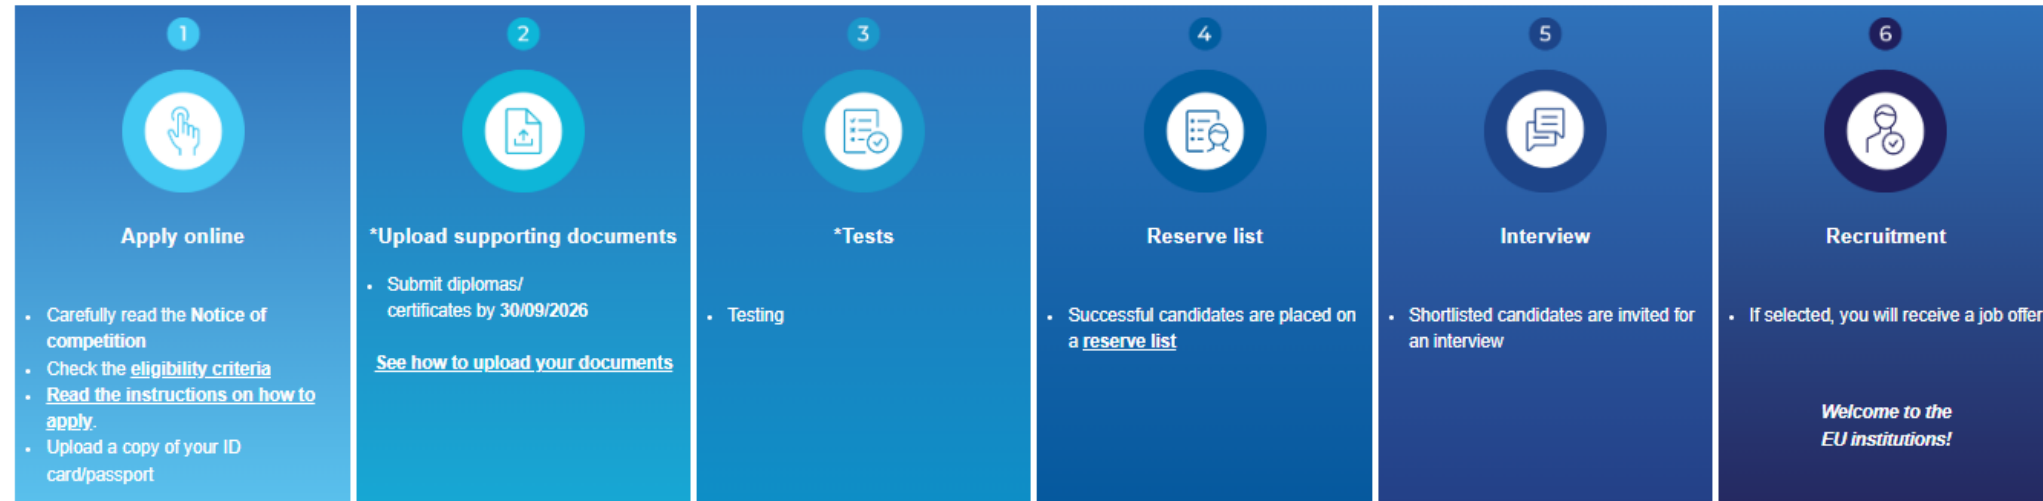 1
Apply online
• Carefully read the Notice of
competition
• Check the eligibility criteria
• Read the instructions on how to
apply.
• Upload a copy of your ID
card/passport
2
*Upload supporting documents
• Submit diplomas/
certificates by 30/09/2026
See how to upload your documents
3
*Tests
• Testing
4
Reserve list
• Successful candidates are placed on
a reserve list
5
Interview
• Shortlisted candidates are invited for
an interview
6
Recruitment
• If selected, you will receive a job offer
Welcome to the
EU institutions!